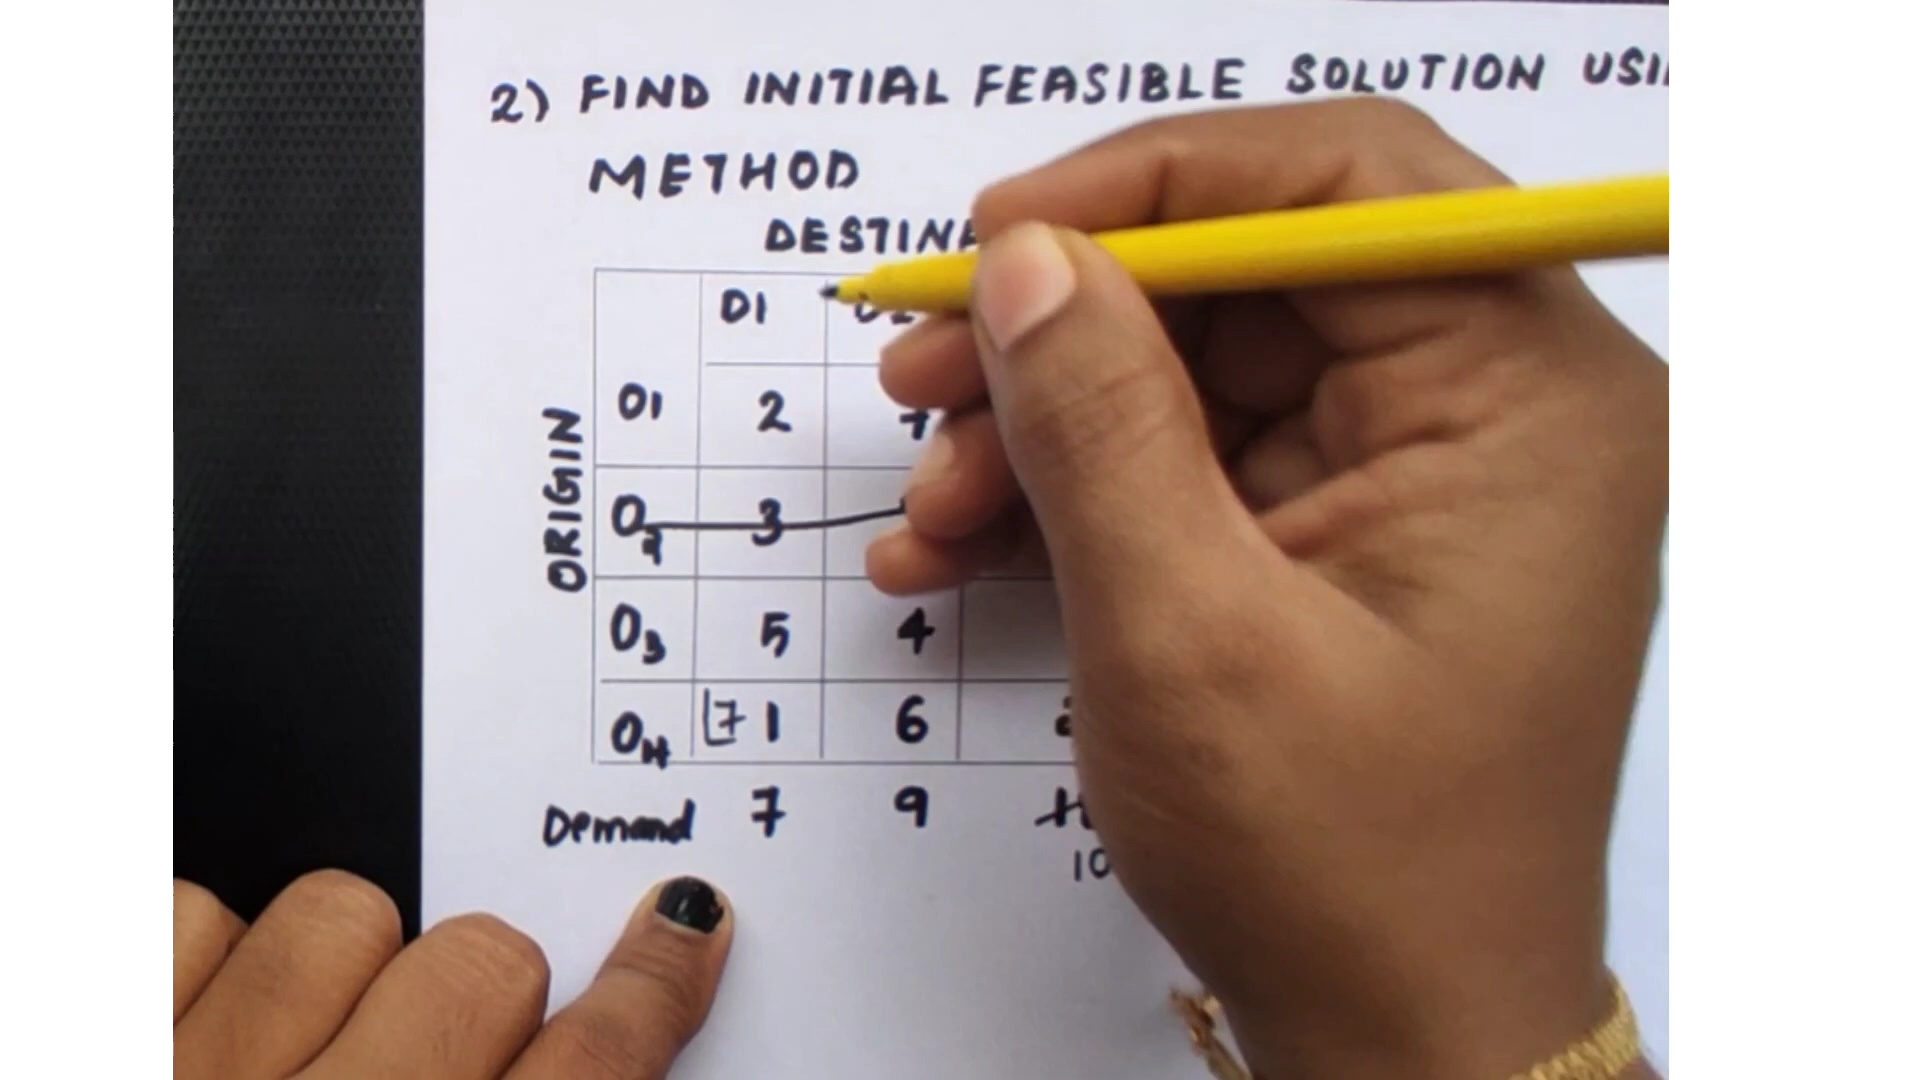 2) FIND INITIAL FEASIBLE SOLUTION
METHOD
DESTINA
D1
ORIGIN
O1 2 7
O2 3
O3 5 4
O4 7 1 6
Demand 7 9
10